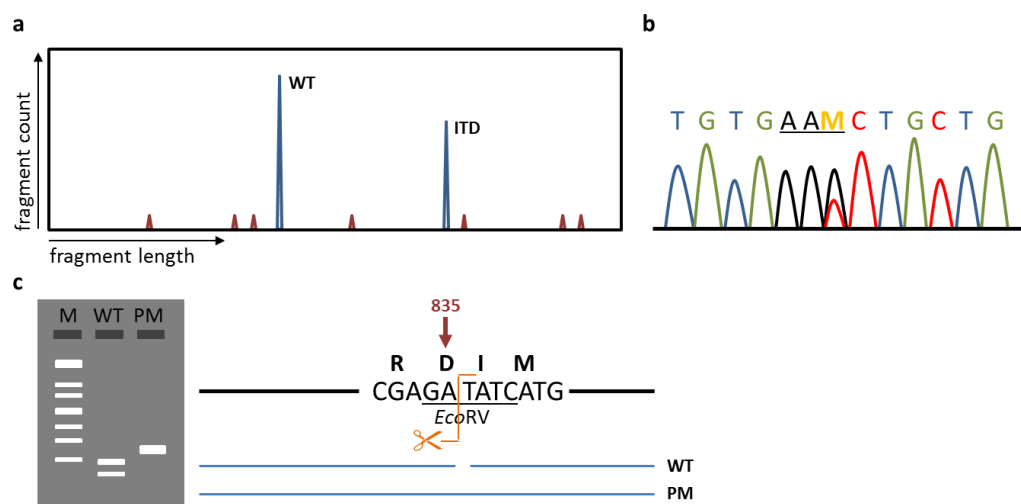 a
fragment count
WT
ITD
fragment length
b
T G T G A A M C T G C T G
c
M WT PM
835
R D I M
CGAGATATCATG
EcoRV
WT
PM